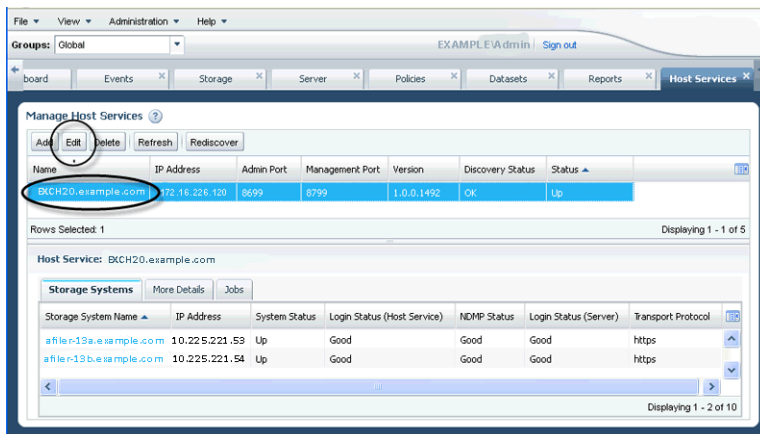 File View Administration Help
Groups: Global EXAMPLE\Admin Sign out
board Events Storage Server Policies Datasets Reports Host Services
Manage Host Services ?
Add Edit Delete Refresh Rediscover
Name IP Address Admin Port Management Port Version Discovery Status Status
EXCH20.example.com 172.16.226.120 8699 8799 1.0.0.1492 OK Up
Rows Selected: 1 Displaying 1 - 1 of 5
Host Service: EXCH20.example.com
Storage Systems More Details Jobs
Storage System Name IP Address System Status Login Status (Host Service) NDMP Status Login Status (Server) Transport Protocol
afiler-13a.example.com 10.225.221.53 Up Good Good Good https
afiler-13b.example.com 10.225.221.54 Up Good Good Good https
Displaying 1 - 2 of 10